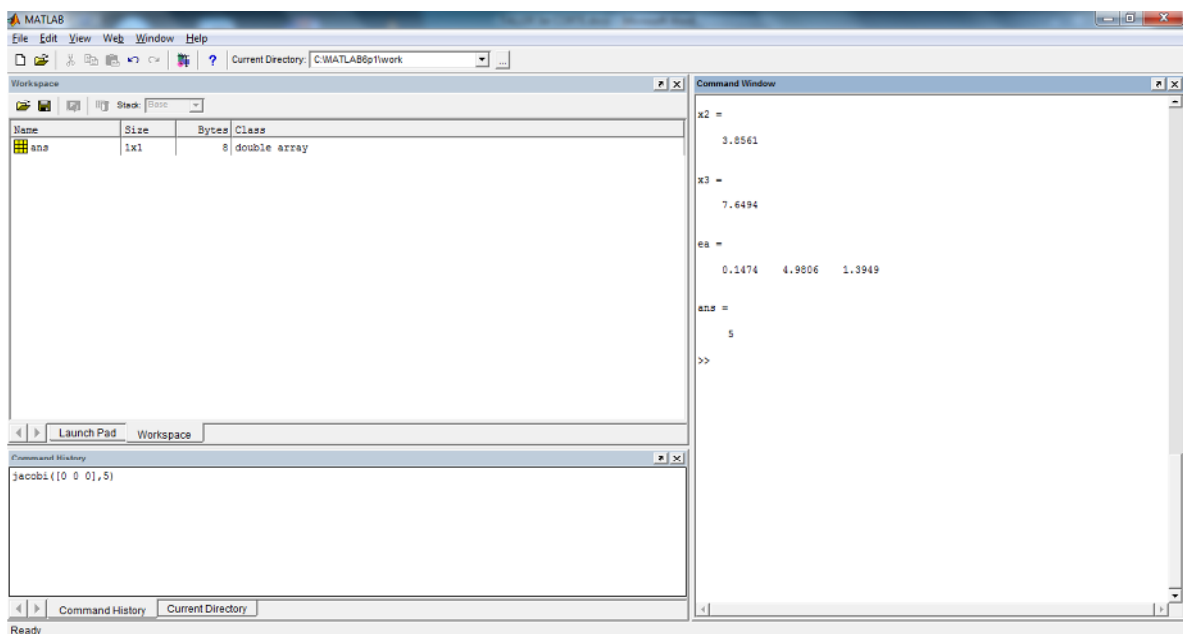 MATLAB
File Edit View Web Window Help
? Current Directory: C:\MATLAB6p1\work ...
Workspace
Stack: Base
Name Size Bytes Class
ans 1x1 8 double array
Launch Pad Workspace
Command History
jacobi([0 0 0],5)
Command History Current Directory
Ready
Command Window
x2 =
3.8561
x3 =
7.6494
ea =
0.1474 4.9806 1.3949
ans =
5
>>